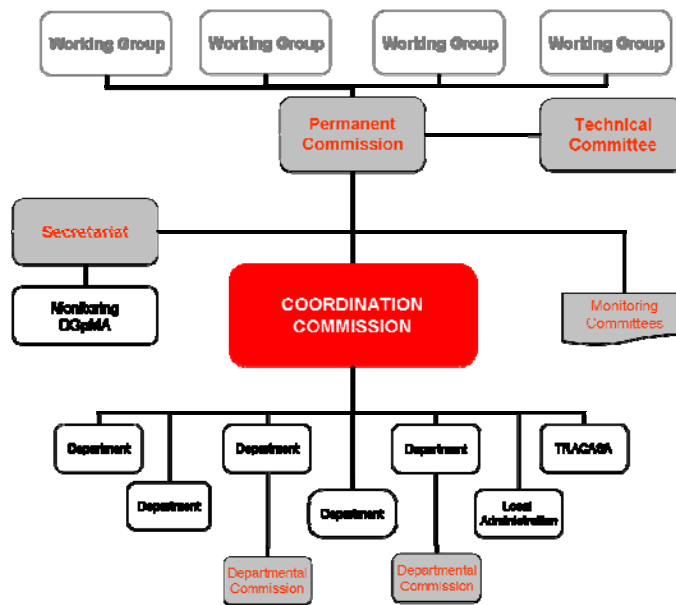 Working Group
Working Group
Working Group
Working Group
Permanent
Commission
Technical
Committee
Secretariat
Monitoring
DGpMA
COORDINATION
COMMISSION
Monitoring
Committees
Department
Department
Department
TRACASA
Department
Department
Local
Administration
Departmental
Commission
Departmental
Commission